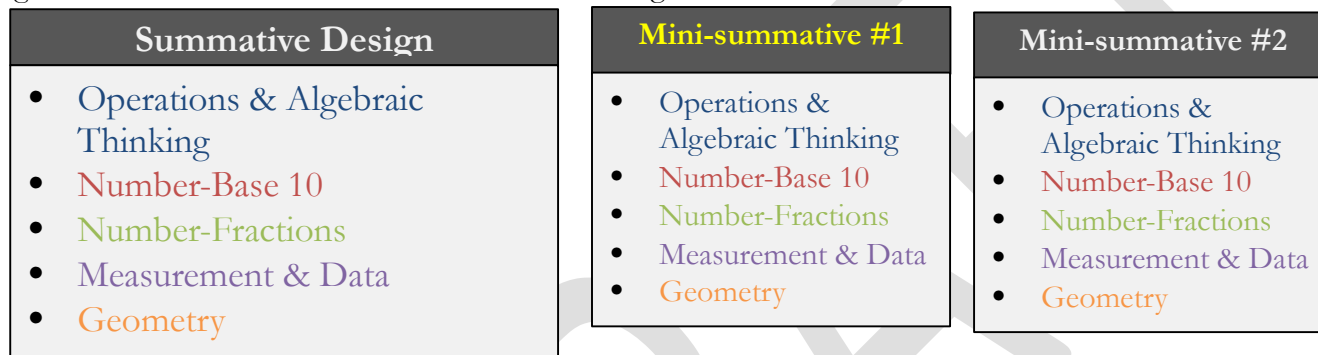 Summative Design
• Operations & Algebraic
Thinking
• Number-Base 10
• Number-Fractions
• Measurement & Data
• Geometry
Mini-summative #1
• Operations &
Algebraic Thinking
• Number-Base 10
• Number-Fractions
• Measurement & Data
• Geometry
Mini-summative #2
• Operations &
Algebraic Thinking
• Number-Base 10
• Number-Fractions
• Measurement & Data
• Geometry